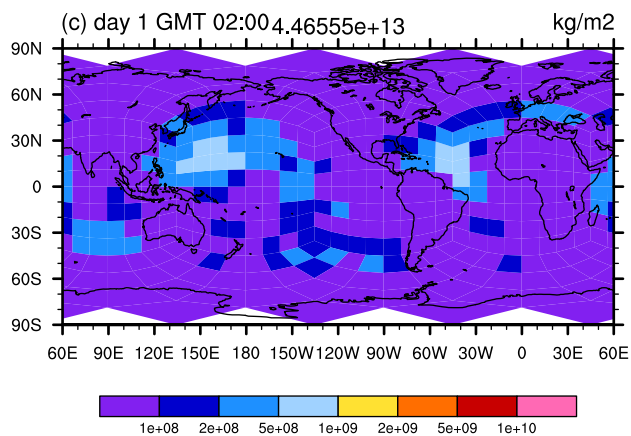 (c) day 1 GMT 02:00 4.46555e+13 kg/m2
90N
60N
30N
0
30S
60S
90S
60E 90E 120E 150E 180 150W 120W 90W 60W 30W 0 30E 60E
1e+08 2e+08 5e+08 1e+09 2e+09 5e+09 1e+10